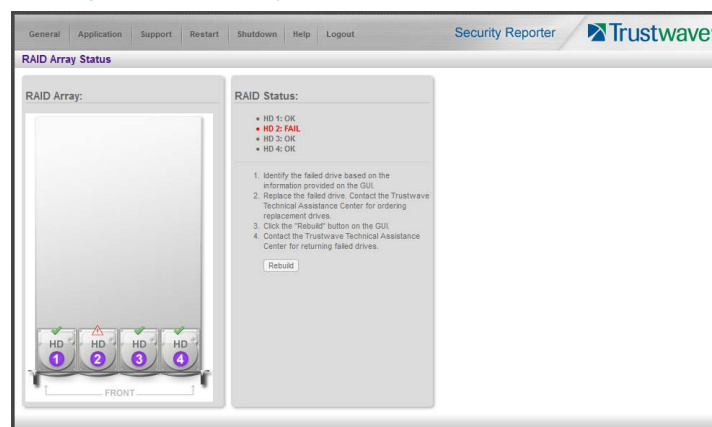 General Application Support Restart Shutdown Help Logout
Security Reporter
Trustwave
RAID Array Status
RAID Array:
HD 1
HD 2
HD 3
HD 4
FRONT
RAID Status:
• HD 1: OK
• HD 2: FAIL
• HD 3: OK
• HD 4: OK
1. Identify the failed drive based on the
information provided on the GUI.
2. Replace the failed drive. Contact the Trustwave
Technical Assistance Center for ordering
replacement drives.
3. Click the "Rebuild" button on the GUI.
4. Contact the Trustwave Technical Assistance
Center for returning failed drives.
Rebuild